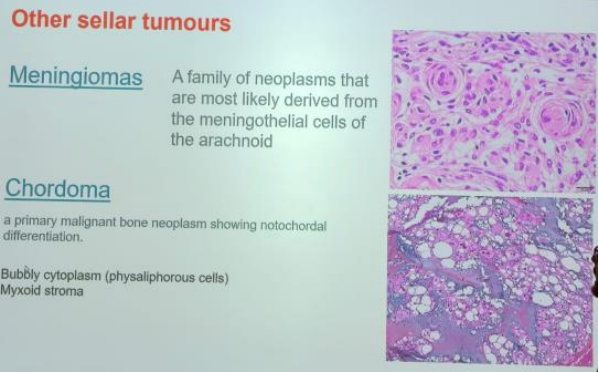 Other sellar tumours
Meningiomas
A family of neoplasms that
are most likely derived from
the meningothelial cells of
the arachnoid
Chordoma
a primary malignant bone neoplasm showing notochordal
differentiation.
Bubbly cytoplasm (physaliphorous cells)
Myxoid stroma